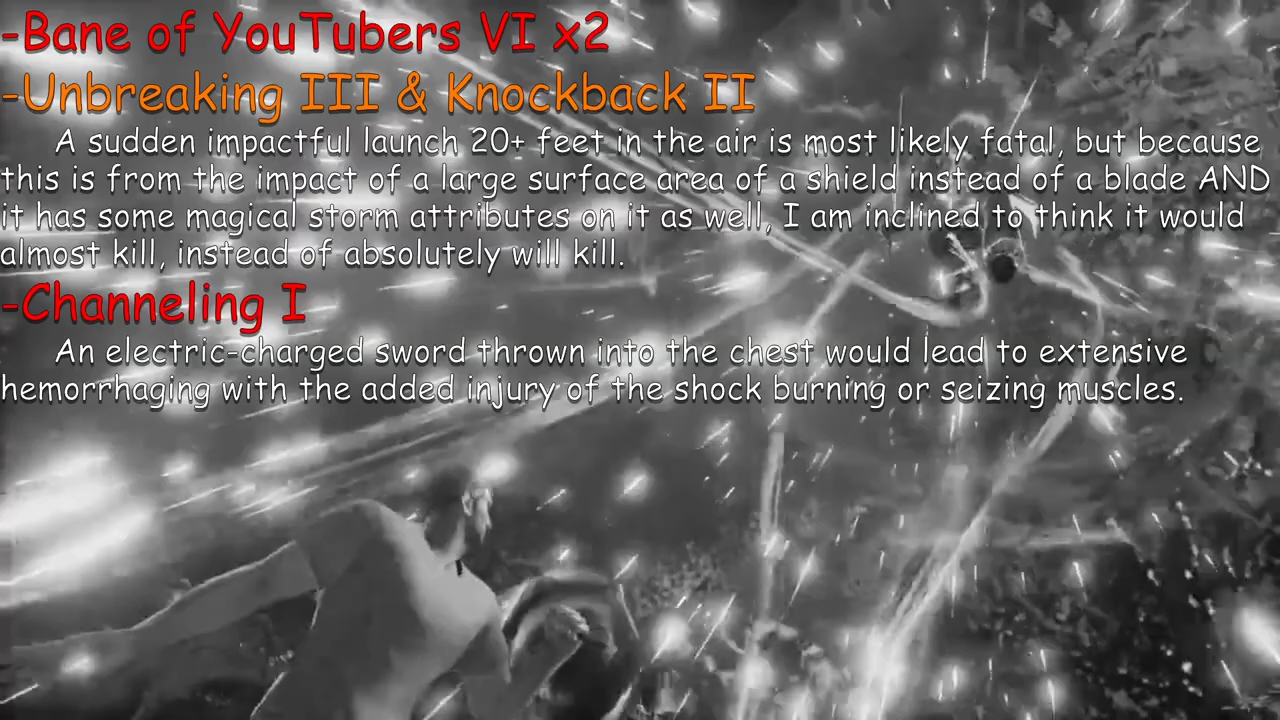 -Bane of YouTubers VI x2
-Unbreaking III & Knockback II
A sudden impactful launch 20+ feet in the air is most likely fatal, but because
this is from the impact of a large surface area of a shield instead of a blade AND
it has some magical storm attributes on it as well, I am inclined to think it would
almost kill, instead of absolutely will kill.
-Channeling I
An electric-charged sword thrown into the chest would lead to extensive
hemorrhaging with the added injury of the shock burning or seizing muscles.